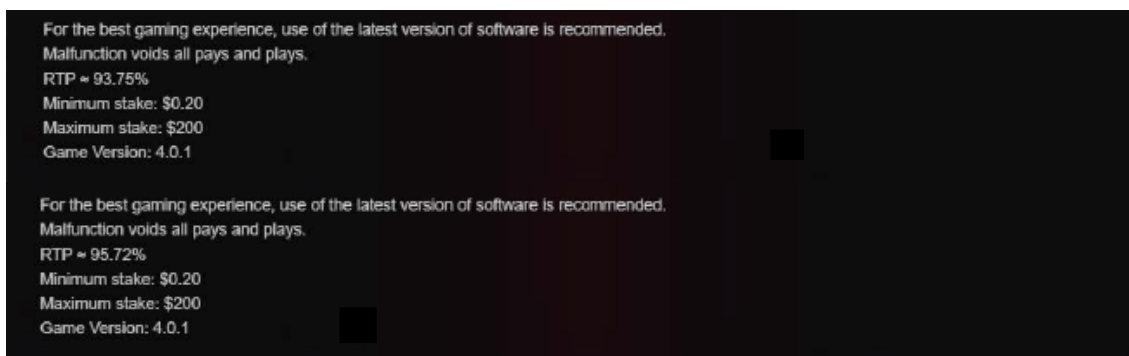 For the best gaming experience, use of the latest version of software is recommended.
Malfunction voids all pays and plays.
RTP ≈ 93.75%
Minimum stake: $0.20
Maximum stake: $200
Game Version: 4.0.1
For the best gaming experience, use of the latest version of software is recommended.
Malfunction voids all pays and plays.
RTP ≈ 95.72%
Minimum stake: $0.20
Maximum stake: $200
Game Version: 4.0.1